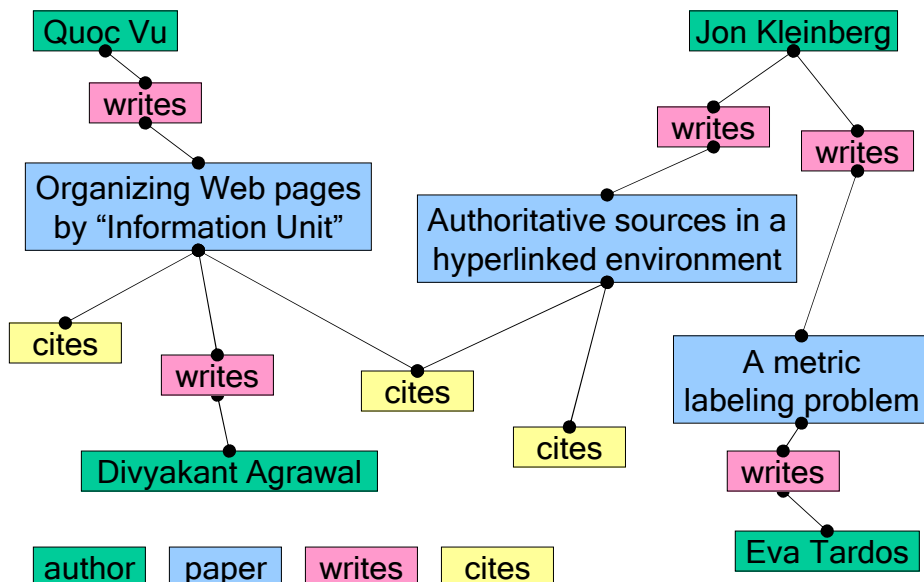 Quoc Vu
Jon Kleinberg
writes
writes
writes
Organizing Web pages
by “Information Unit”
Authoritative sources in a
hyperlinked environment
cites
writes
cites
A metric
labeling problem
cites
Divyakant Agrawal
writes
Eva Tardos
author
paper
writes
cites